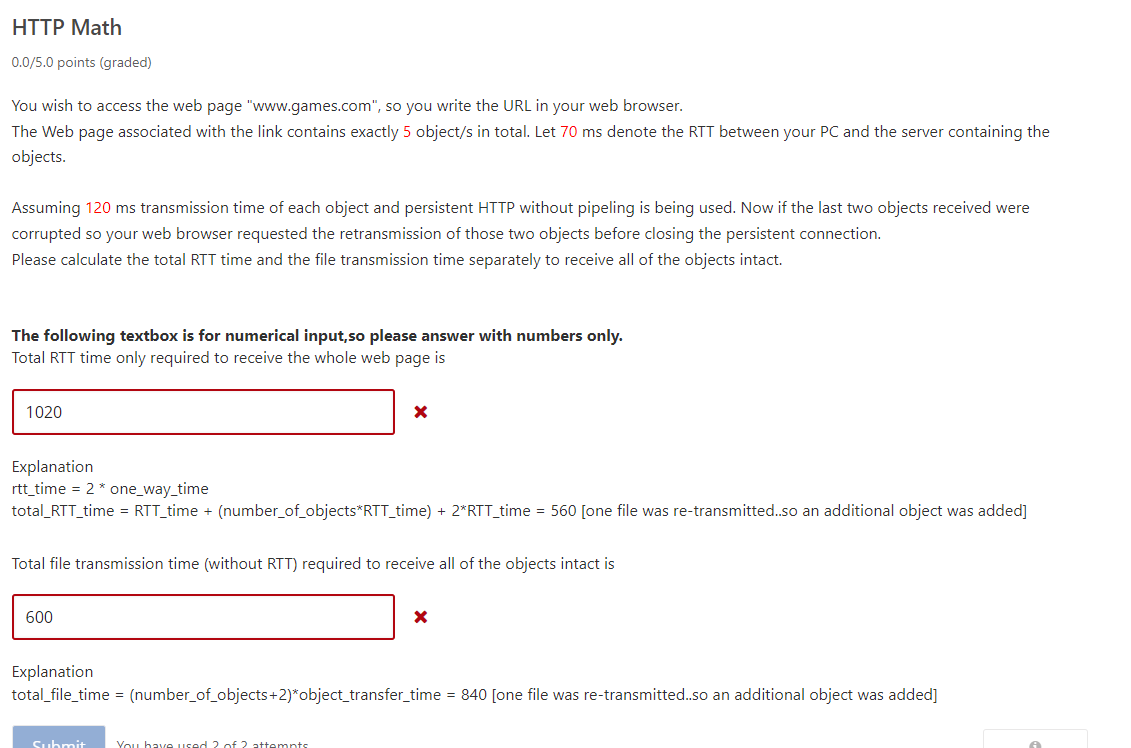 HTTP Math
0.0/5.0 points (graded)
You wish to access the web page "www.games.com", so you write the URL in your web browser.
The Web page associated with the link contains exactly 5 object/s in total. Let 70 ms denote the RTT between your PC and the server containing the
objects.
Assuming 120 ms transmission time of each object and persistent HTTP without pipeling is being used. Now if the last two objects received were
corrupted so your web browser requested the retransmission of those two objects before closing the persistent connection.
Please calculate the total RTT time and the file transmission time separately to receive all of the objects intact.
The following textbox is for numerical input,so please answer with numbers only.
Total RTT time only required to receive the whole web page is
1020
Explanation
rtt_time = 2 * one_way_time
total_RTT_time = RTT_time + (number_of_objects*RTT_time) + 2*RTT_time = 560 [one file was re-transmitted..so an additional object was added]
Total file transmission time (without RTT) required to receive all of the objects intact is
600
Explanation
total_file_time = (number_of_objects+2)*object_transfer_time = 840 [one file was re-transmitted..so an additional object was added]
Submit You have used 2 of 2 attempts